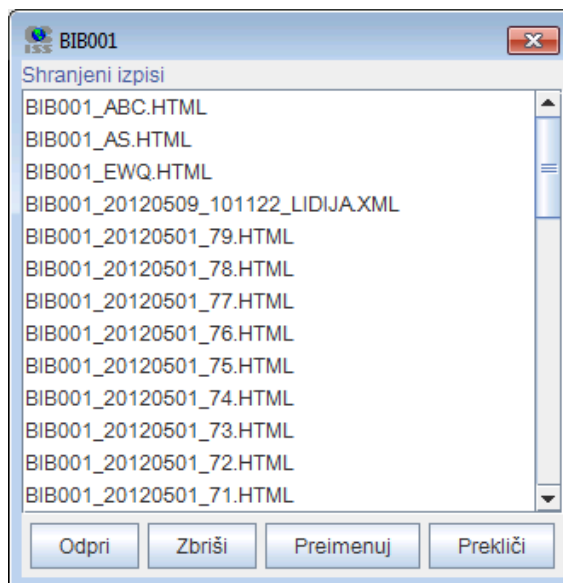 ISS BIB001
Shranjeni izpisi
BIB001_ABC.HTML
BIB001_AS.HTML
BIB001_EWQ.HTML
BIB001_20120509_101122_LIDIJA.XML
BIB001_20120501_79.HTML
BIB001_20120501_78.HTML
BIB001_20120501_77.HTML
BIB001_20120501_76.HTML
BIB001_20120501_75.HTML
BIB001_20120501_74.HTML
BIB001_20120501_73.HTML
BIB001_20120501_72.HTML
BIB001_20120501_71.HTML
Odpri Zbriši Preimenuj Prekliči